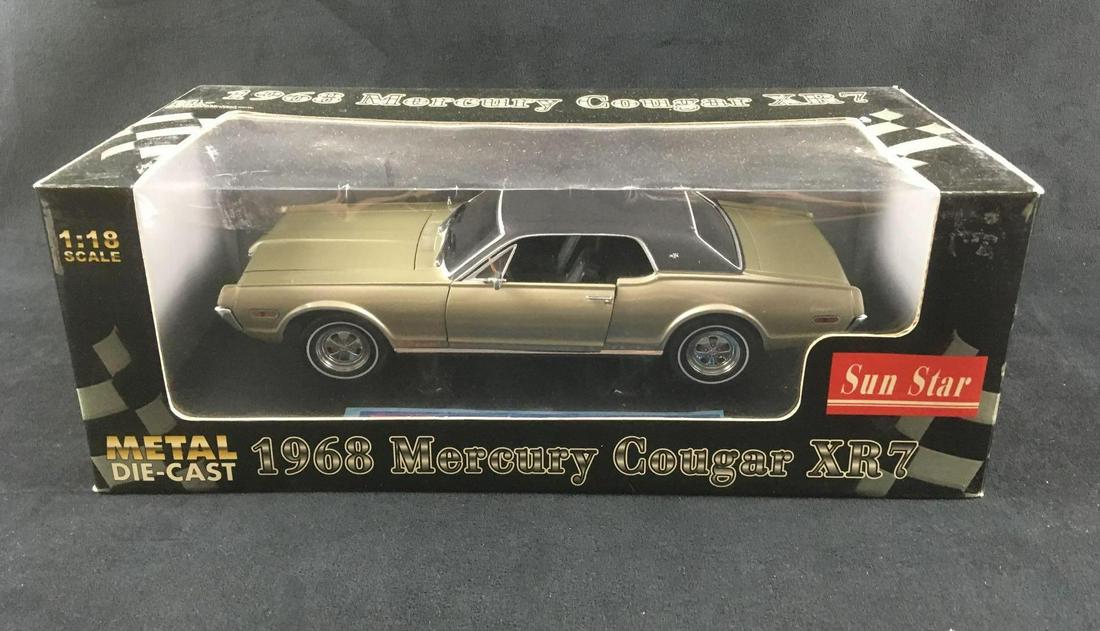 1968 Mercury Cougar XR7
1:18
SCALE
Sun Star
METAL
DIE-CAST
1968 Mercury Cougar XR7